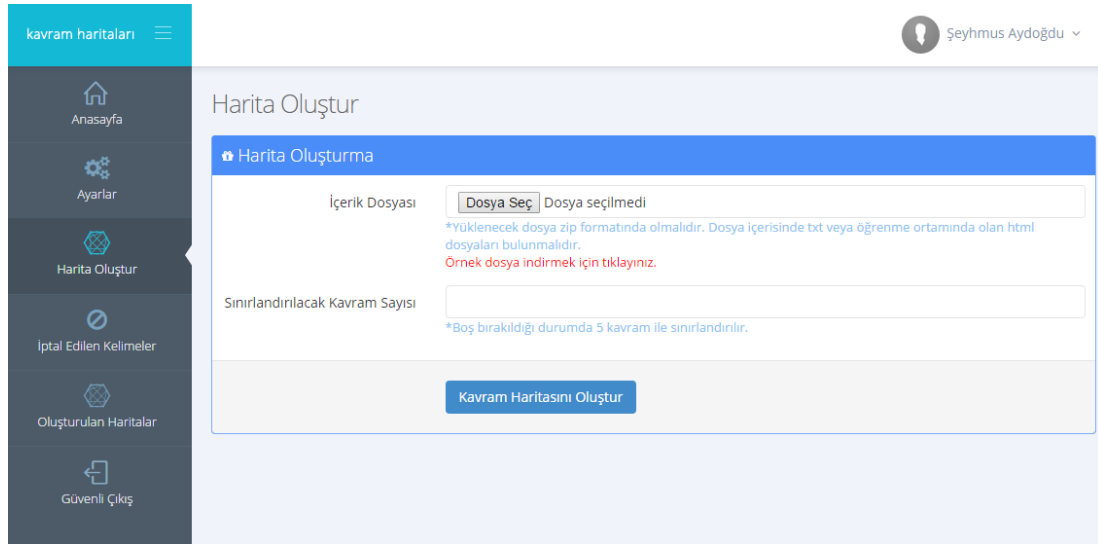 kavram haritaları
Şeyhmus Aydoğdu
Anasayfa
Ayarlar
Harita Oluştur
İptal Edilen Kelimeler
Oluşturulan Haritalar
Güvenli Çıkış
Harita Oluştur
Harita Oluşturma
İçerik Dosyası
Dosya Seç Dosya seçilmedi
*Yüklenecek dosya zip formatında olmalıdır. Dosya içerisinde txt veya öğrenme ortamında olan html
dosyaları bulunmalıdır.
Örnek dosya indirmek için tıklayınız.
Sınırlandırılacak Kavram Sayısı
*Boş bırakıldığı durumda 5 kavram ile sınırlandırılır.
Kavram Haritasını Oluştur